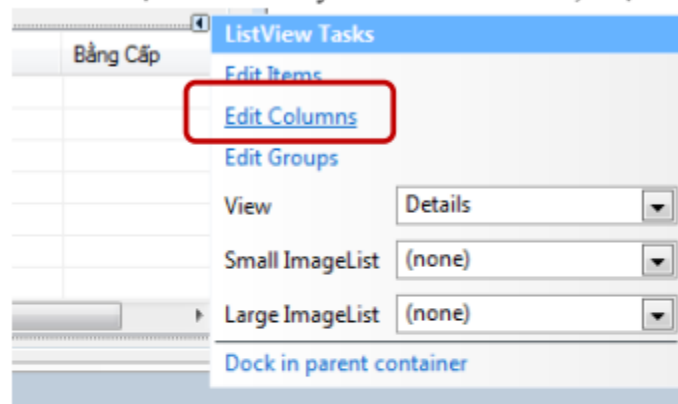 ListView Tasks
Bằng Cấp
Edit Items
Edit Columns
Edit Groups
View Details
Small ImageList (none)
Large ImageList (none)
Dock in parent container